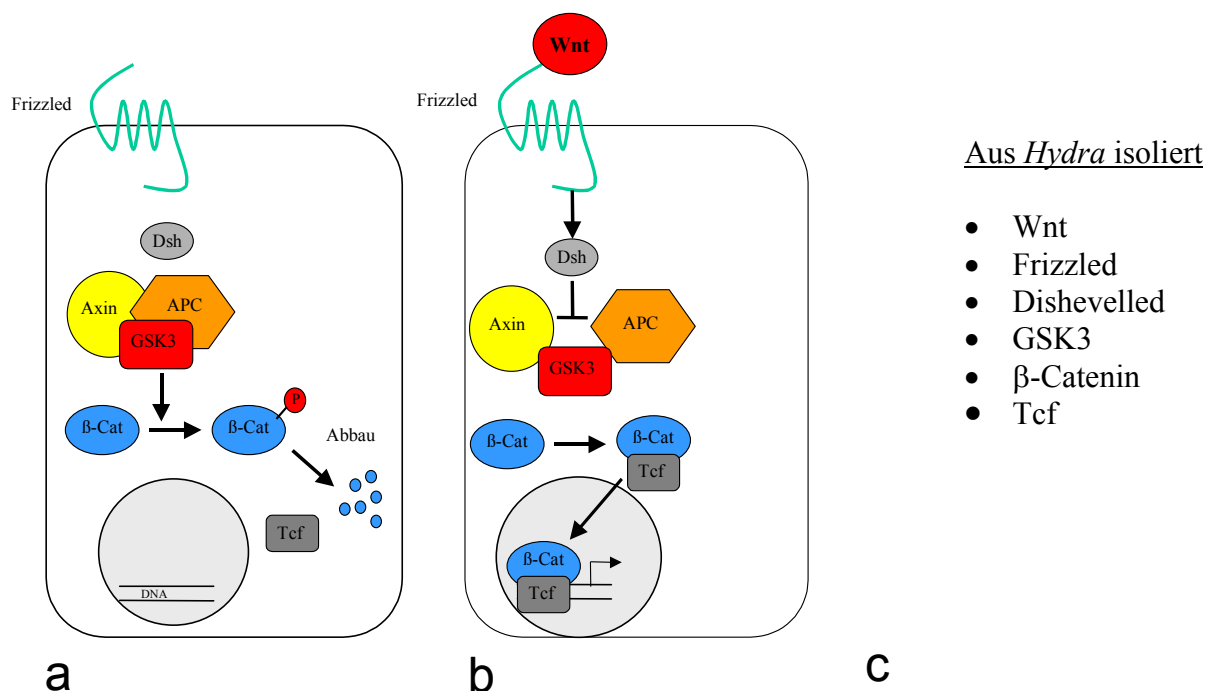 Frizzled
Dsh
Axin
APC
GSK3
ß-Cat
ß-Cat
P
Abbau
Tcf
DNA
a
Wnt
Frizzled
Dsh
Axin
APC
GSK3
ß-Cat
ß-Cat
Tcf
ß-Cat
Tcf
b
Aus Hydra isoliert
• Wnt
• Frizzled
• Dishevelled
• GSK3
• β-Catenin
• Tcf
c